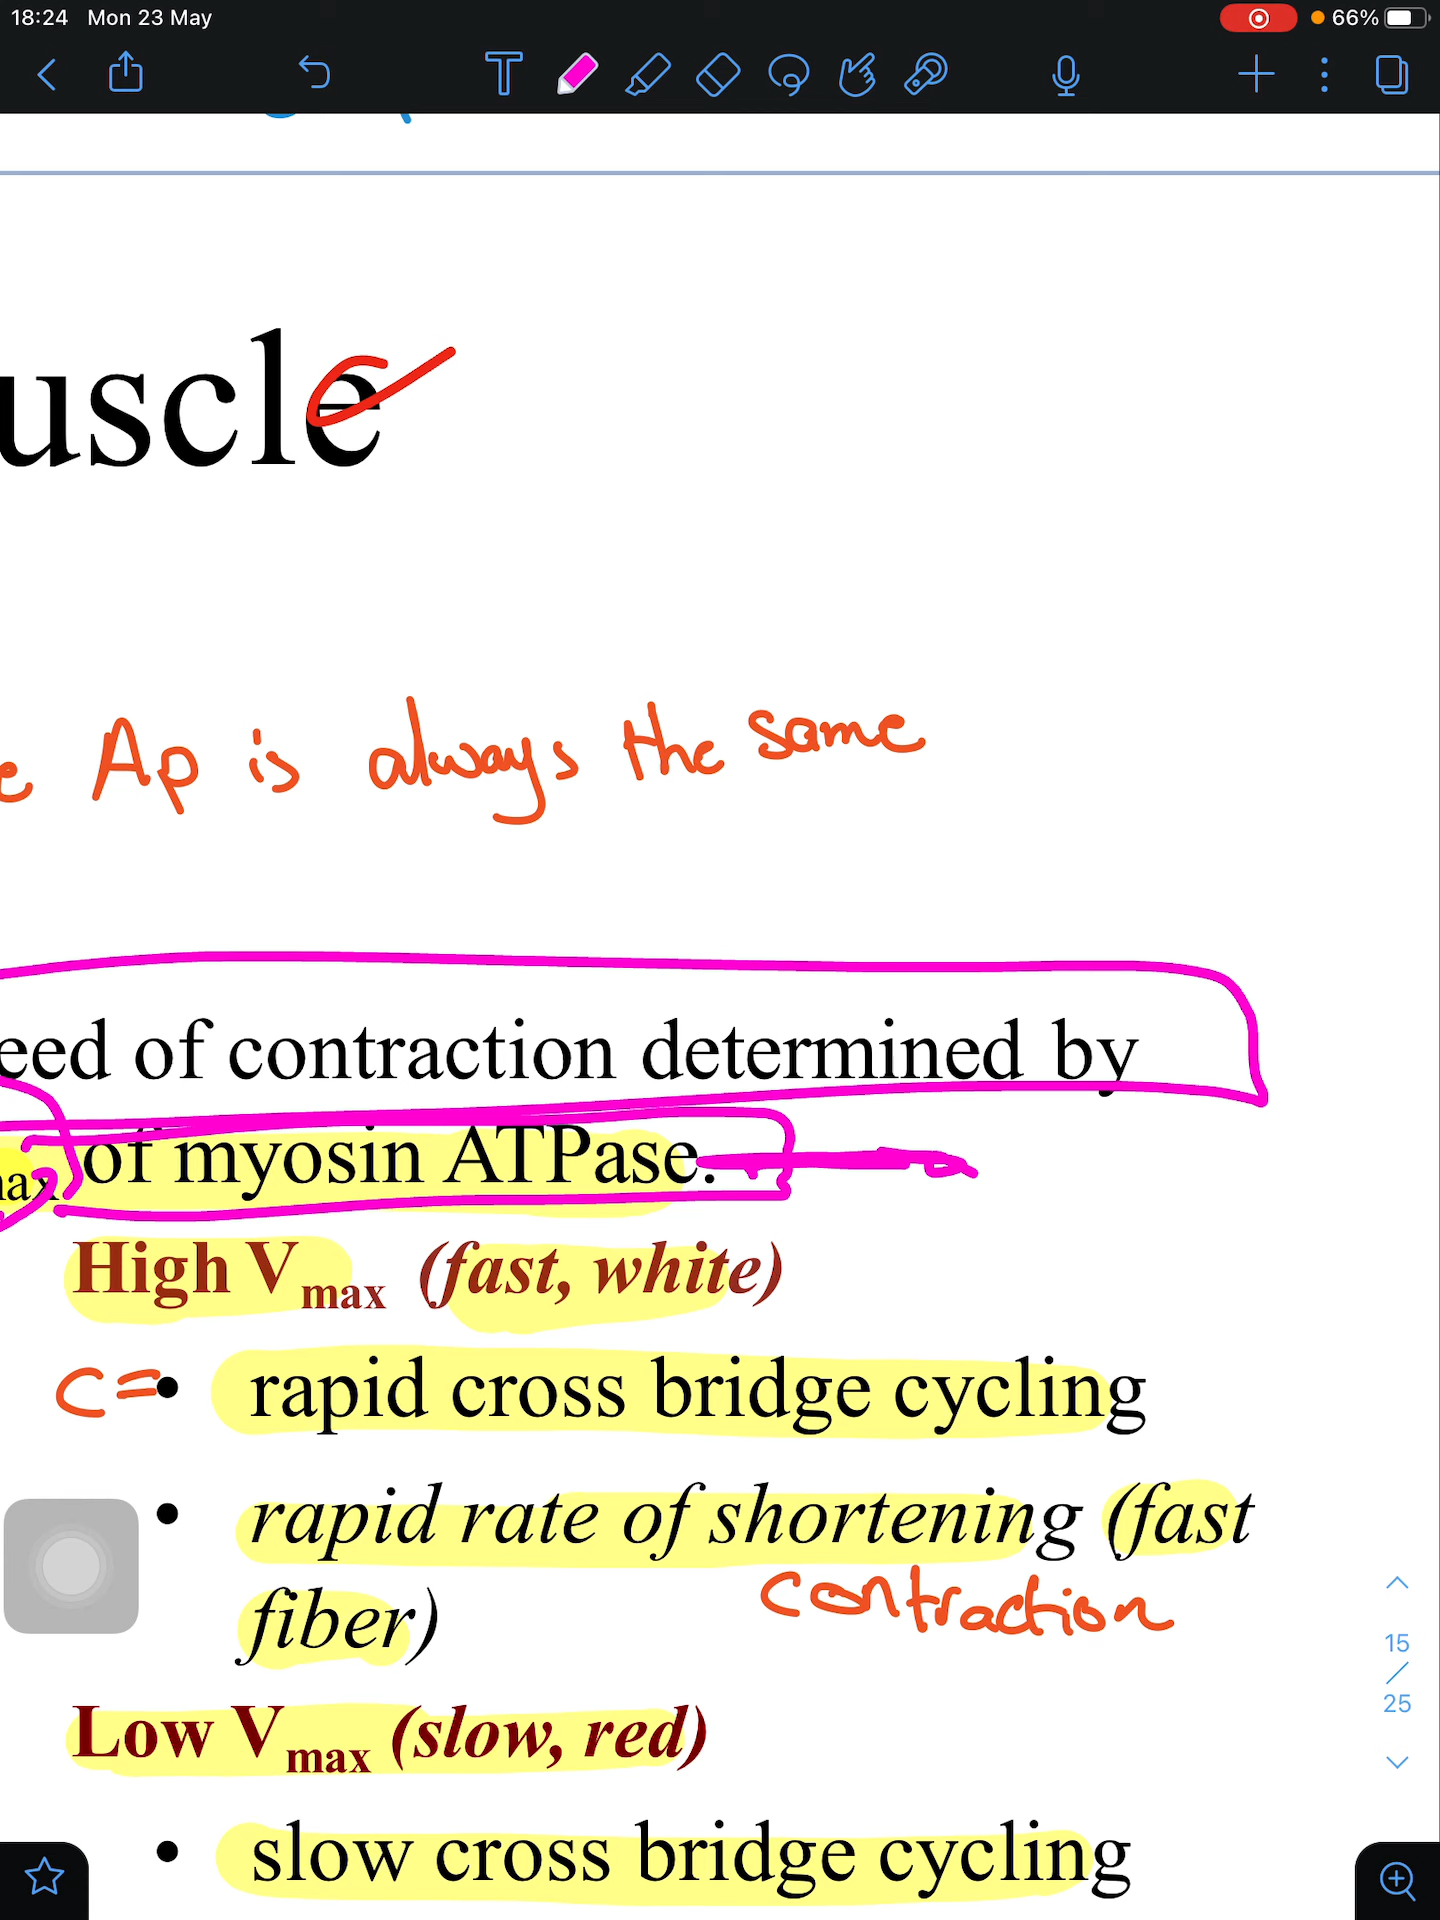 18:24 Mon 23 May
66%
T
uscle
e Ap is always the same
eed of contraction determined by
max of myosin ATPase.
High Vmax (fast, white)
C = • rapid cross bridge cycling
• rapid rate of shortening (fast
fiber)
contraction
15
/
25
Low Vmax (slow, red)
• slow cross bridge cycling